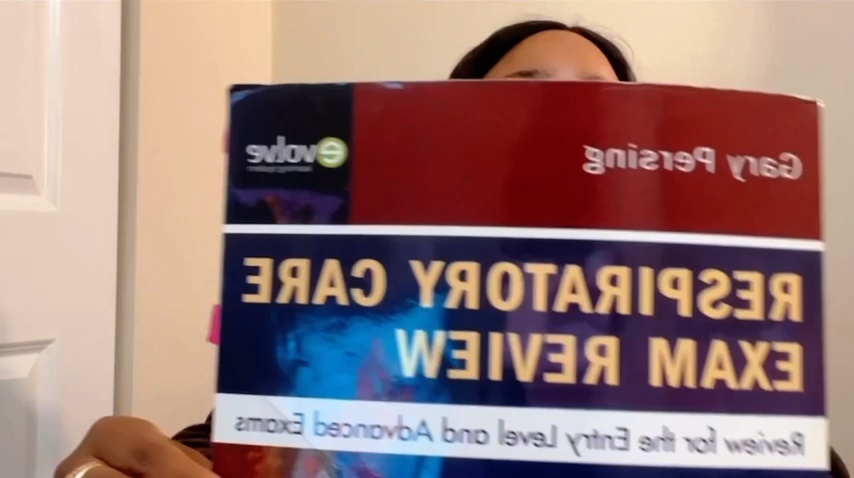 Gary Persing
evolve
RESPIRATORY CARE
EXAM REVIEW
Review for the Entry Level and Advanced Exams